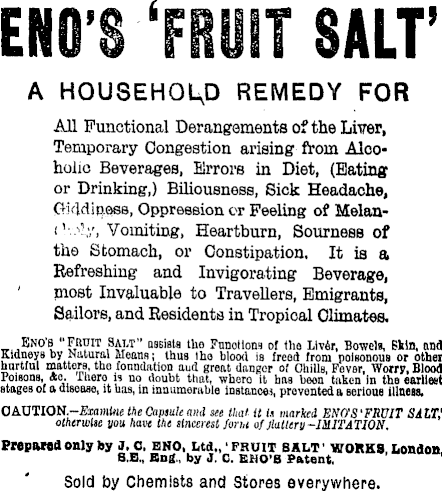 ENO'S 'FRUIT SALT'
A HOUSEHOLD REMEDY FOR
All Functional Derangements of the Liver,
Temporary Congestion arising from Alco-
holic Beverages, Errors in Diet, (Eating
or Drinking,) Biliousness, Sick Headache,
Giddiness, Oppression or Feeling of Melan-
choly, Vomiting, Heartburn, Sourness of
the Stomach, or Constipation. It is a
Refreshing and Invigorating Beverage,
most Invaluable to Travellers, Emigrants,
Sailors, and Residents in Tropical Climates.
ENO'S "FRUIT SALT" assists the Functions of the Liver, Bowels, Skin, and
Kidneys by Natural Means; thus the blood is freed from poisonous or other
hurtful matters, the foundation and great danger of Chills, Fever, Worry, Blood
Poisons, &c. There is no doubt that, where it has been taken in the earliest
stages of a disease, it has, in innumerable instances, prevented a serious illness.
CAUTION.—Examine the Capsule and see that it is marked ENO'S 'FRUIT SALT,'
otherwise you have the sincerest form of flattery—IMITATION.
Prepared only by J. C. ENO, Ltd., 'FRUIT SALT' WORKS, London,
S.E., Eng., by J. C. ENO'S Patent.
Sold by Chemists and Stores everywhere.